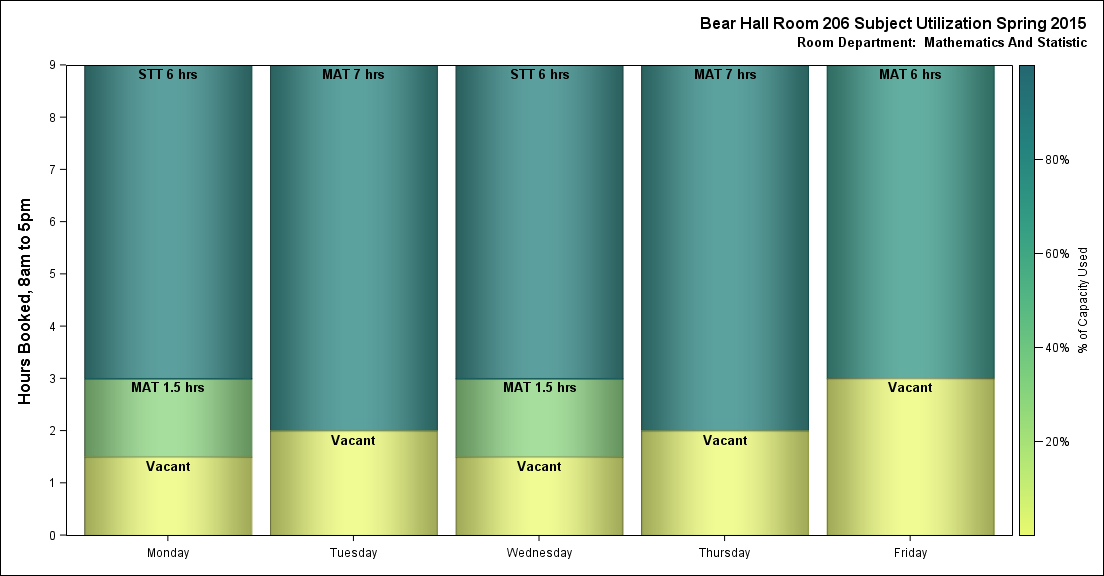 Bear Hall Room 206 Subject Utilization Spring 2015
Room Department: Mathematics And Statistic
Hours Booked, 8am to 5pm
9
8
7
6
5
4
3
2
1
0
STT 6 hrs
MAT 1.5 hrs
Vacant
MAT 7 hrs
Vacant
STT 6 hrs
MAT 1.5 hrs
Vacant
MAT 7 hrs
Vacant
MAT 6 hrs
Vacant
Monday
Tuesday
Wednesday
Thursday
Friday
80%
60%
40%
20%
% of Capacity Used